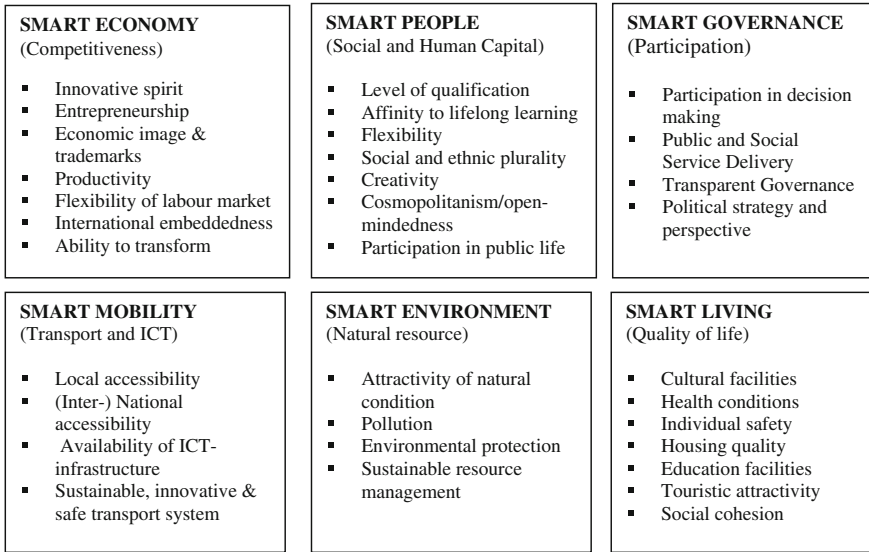 SMART ECONOMY
(Competitiveness)
▪ Innovative spirit
▪ Entrepreneurship
▪ Economic image &
trademarks
▪ Productivity
▪ Flexibility of labour market
▪ International embeddedness
▪ Ability to transform
SMART PEOPLE
(Social and Human Capital)
▪ Level of qualification
▪ Affinity to lifelong learning
▪ Flexibility
▪ Social and ethnic plurality
▪ Creativity
▪ Cosmopolitanism/open-
mindedness
▪ Participation in public life
SMART GOVERNANCE
(Participation)
▪ Participation in decision
making
▪ Public and Social
Service Delivery
▪ Transparent Governance
▪ Political strategy and
perspective
SMART MOBILITY
(Transport and ICT)
▪ Local accessibility
▪ (Inter-) National
accessibility
▪ Availability of ICT-
infrastructure
▪ Sustainable, innovative &
safe transport system
SMART ENVIRONMENT
(Natural resource)
▪ Attractivity of natural
condition
▪ Pollution
▪ Environmental protection
▪ Sustainable resource
management
SMART LIVING
(Quality of life)
▪ Cultural facilities
▪ Health conditions
▪ Individual safety
▪ Housing quality
▪ Education facilities
▪ Touristic attractivity
▪ Social cohesion